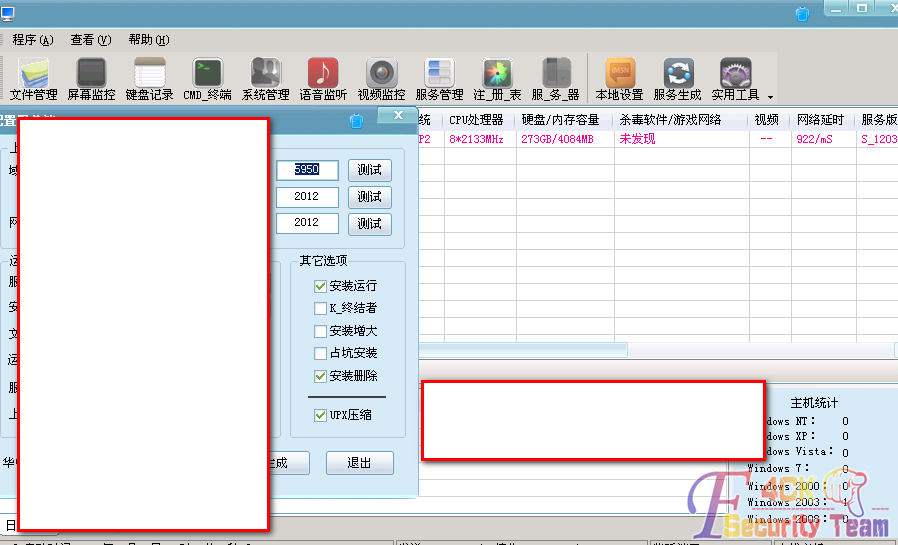 程序(A) 查看(V) 帮助(H)
文件管理 屏幕监控 键盘记录 CMD_终端 系统管理 语音监听 视频监控 服务管理 注_册_表 服_务_器 本地设置 服务生成 实用工具
统 CPU处理器 硬盘/内存容量 杀毒软件/游戏网络 视频 网络延时 服务版
P2 8*2133MHz 273GB/4084MB 未发现 -- 922/mS S_1203
5950 测试
2012 测试
2012 测试
其它选项
安装运行
K_终结者
安装增大
占坑安装
安装删除
UPX压缩
生成 退出
主机统计
dows NT: 0
dows XP: 0
dows Vista: 0
Windows 7: 0
Windows 2000: 0
Windows 2003: 1
Windows 2008: 0
F4CK
Security Team